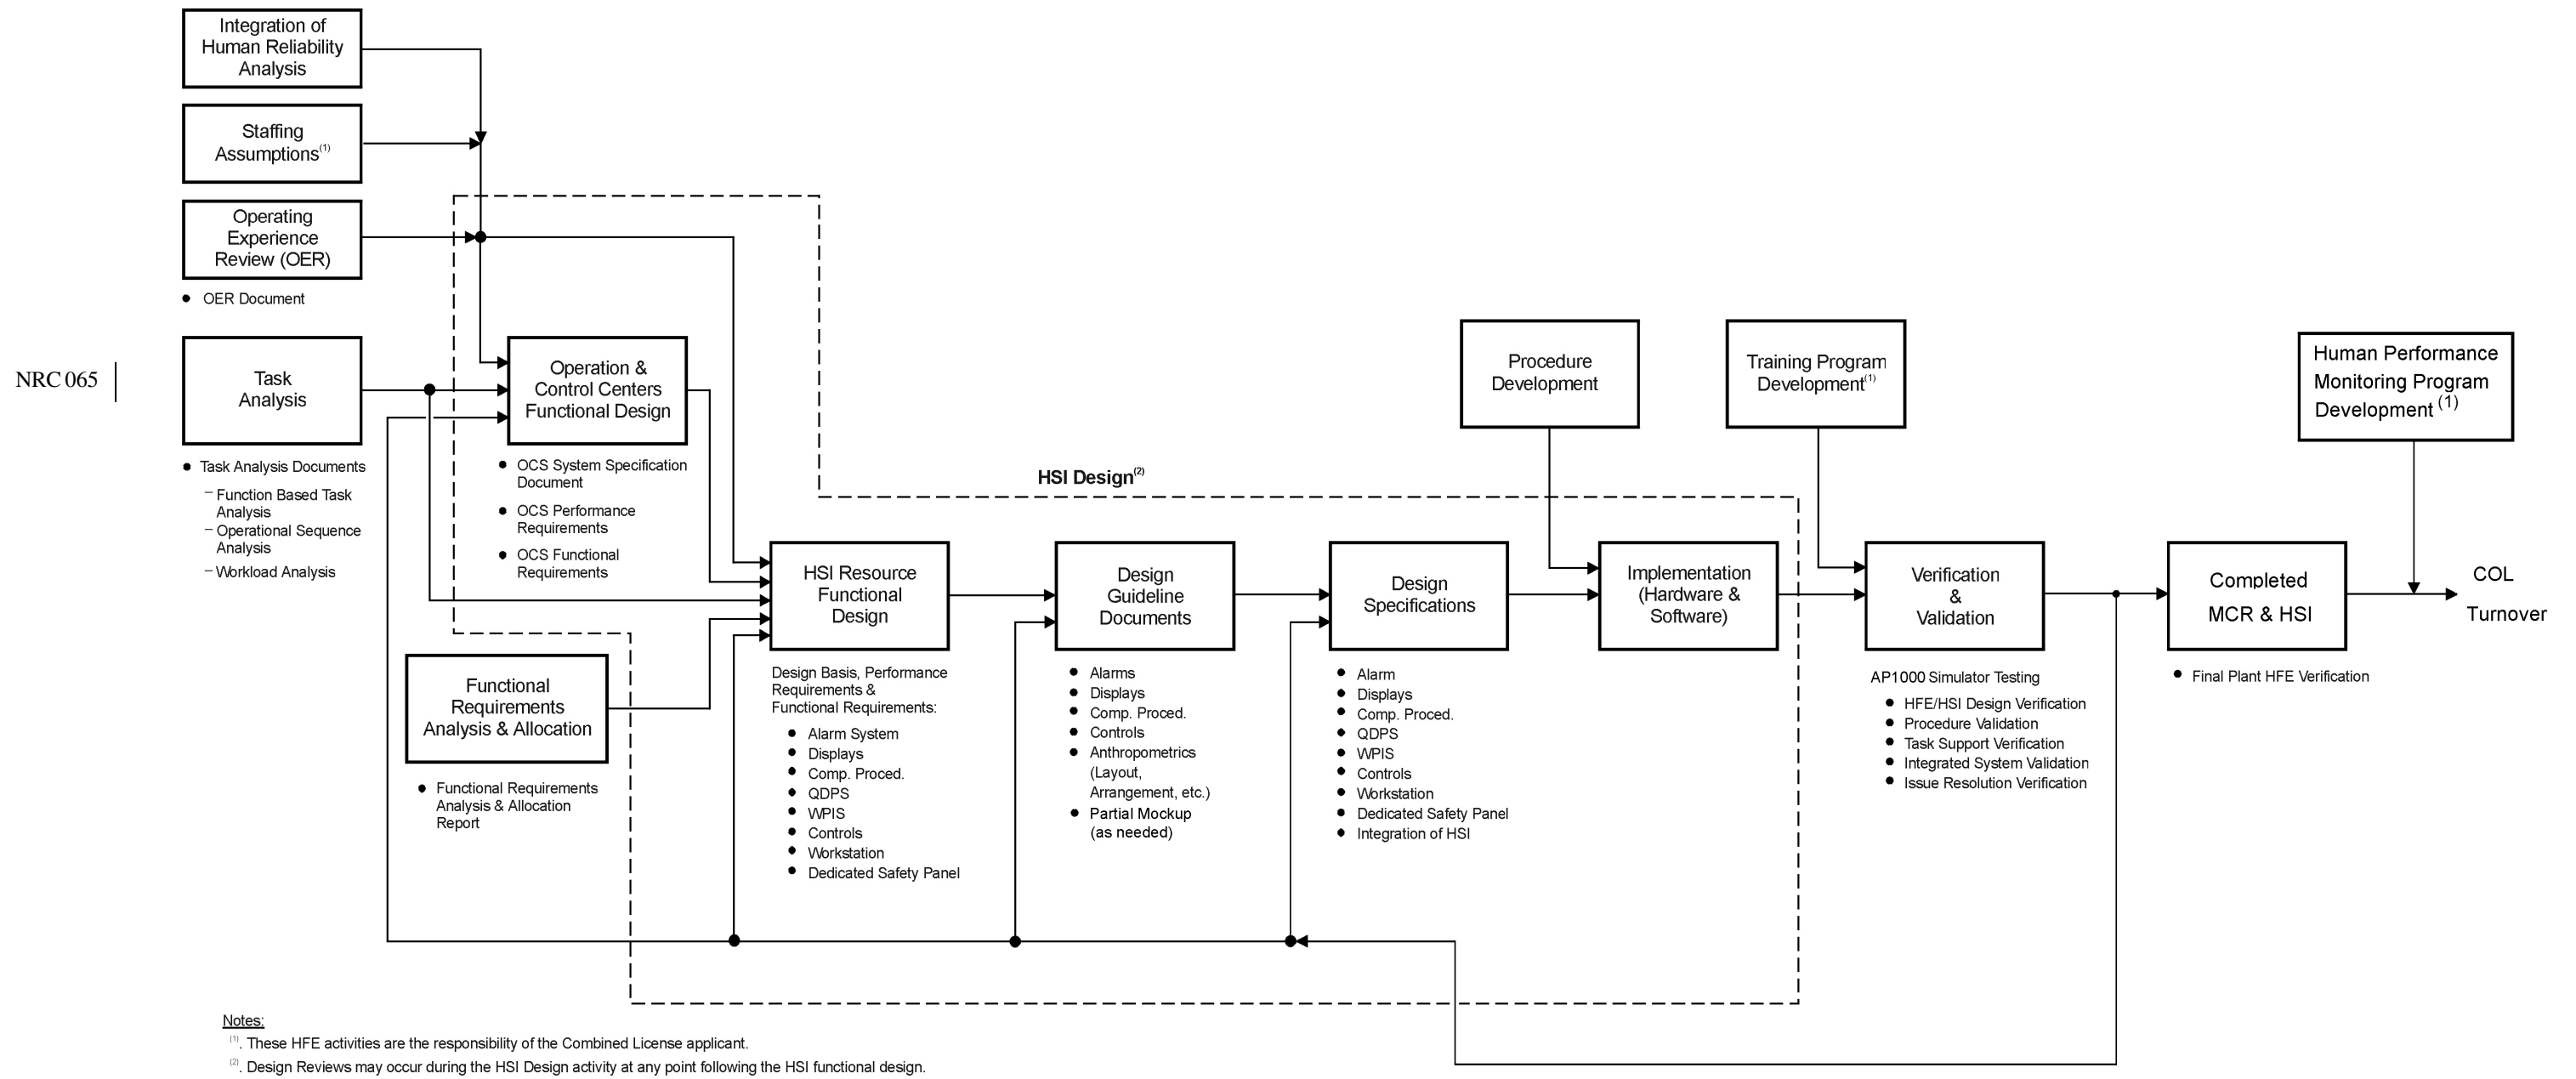 Integration of
Human Reliability
Analysis
Staffing
Assumptions(1)
Operating
Experience
Review (OER)
● OER Document
NRC 065
Task
Analysis
● Task Analysis Documents
– Function Based Task
Analysis
– Operational Sequence
Analysis
– Workload Analysis
Operation &
Control Centers
Functional Design
● OCS System Specification
Document
● OCS Performance
Requirements
● OCS Functional
Requirements
Functional
Requirements
Analysis & Allocation
● Functional Requirements
Analysis & Allocation
Report
HSI Design(2)
HSI Resource
Functional
Design
Design Basis, Performance
Requirements &
Functional Requirements:
● Alarm System
● Displays
● Comp. Proced.
● QDPS
● WPIS
● Controls
● Workstation
● Dedicated Safety Panel
Design
Guideline
Documents
● Alarms
● Displays
● Comp. Proced.
● Controls
● Anthropometrics
(Layout,
Arrangement, etc.)
● Partial Mockup
(as needed)
Design
Specifications
● Alarm
● Displays
● Comp. Proced.
● QDPS
● WPIS
● Controls
● Workstation
● Dedicated Safety Panel
● Integration of HSI
Procedure
Development
Implementation
(Hardware &
Software)
Training Program
Development(1)
Verification
&
Validation
AP1000 Simulator Testing
● HFE/HSI Design Verification
● Procedure Validation
● Task Support Verification
● Integrated System Validation
● Issue Resolution Verification
Completed
MCR & HSI
● Final Plant HFE Verification
Human Performance
Monitoring Program
Development (1)
COL
Turnover
Notes:
(1). These HFE activities are the responsibility of the Combined License applicant.
(2). Design Reviews may occur during the HSI Design activity at any point following the HSI functional design.